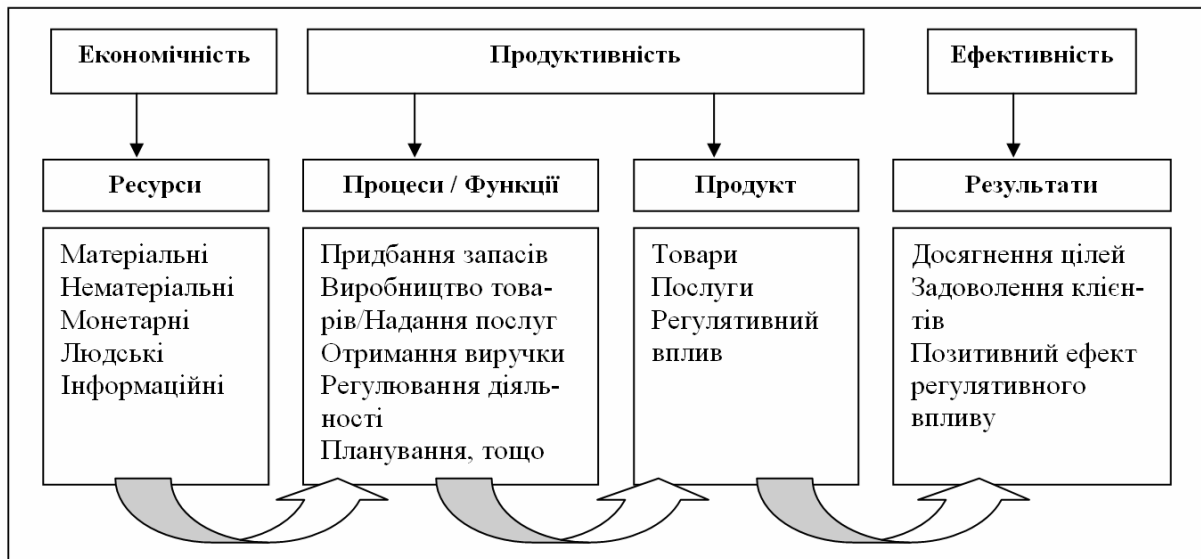 Економічність
Продуктивність
Ефективність
Ресурси
Процеси / Функції
Продукт
Результати
Матеріальні
Нематеріальні
Монетарні
Людські
Інформаційні
Придбання запасів
Виробництво това-
рів/Надання послуг
Отримання виручки
Регулювання діяль-
ності
Планування, тощо
Товари
Послуги
Регулятивний
вплив
Досягнення цілей
Задоволення клієн-
тів
Позитивний ефект
регулятивного
впливу